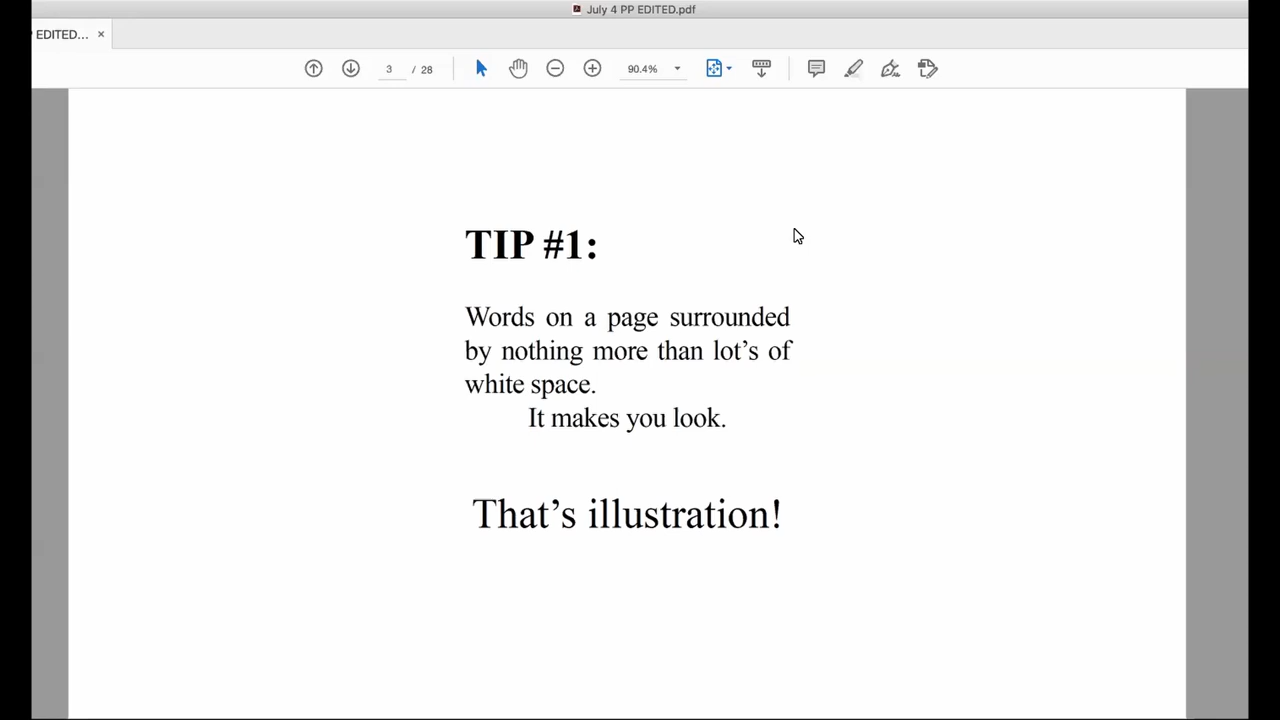 July 4 PP EDITED.pdf
EDITED... ×
3 / 28
90.4%
TIP #1:
Words on a page surrounded
by nothing more than lot’s of
white space.
It makes you look.
That’s illustration!